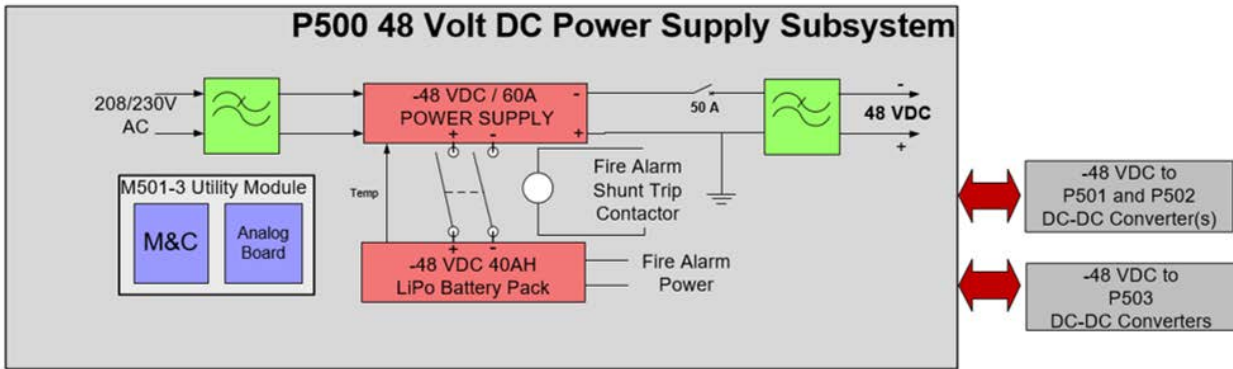 P500 48 Volt DC Power Supply Subsystem
208/230V
AC
-48 VDC / 60A
POWER SUPPLY
-
+
+ -
50 A
-
48 VDC
+
M501-3 Utility Module
M&C
Analog
Board
Temp
Fire Alarm
Shunt Trip
Contactor
+ -
-48 VDC 40AH
LiPo Battery Pack
Fire Alarm
Power
-48 VDC to
P501 and P502
DC-DC Converter(s)
-48 VDC to
P503
DC-DC Converters